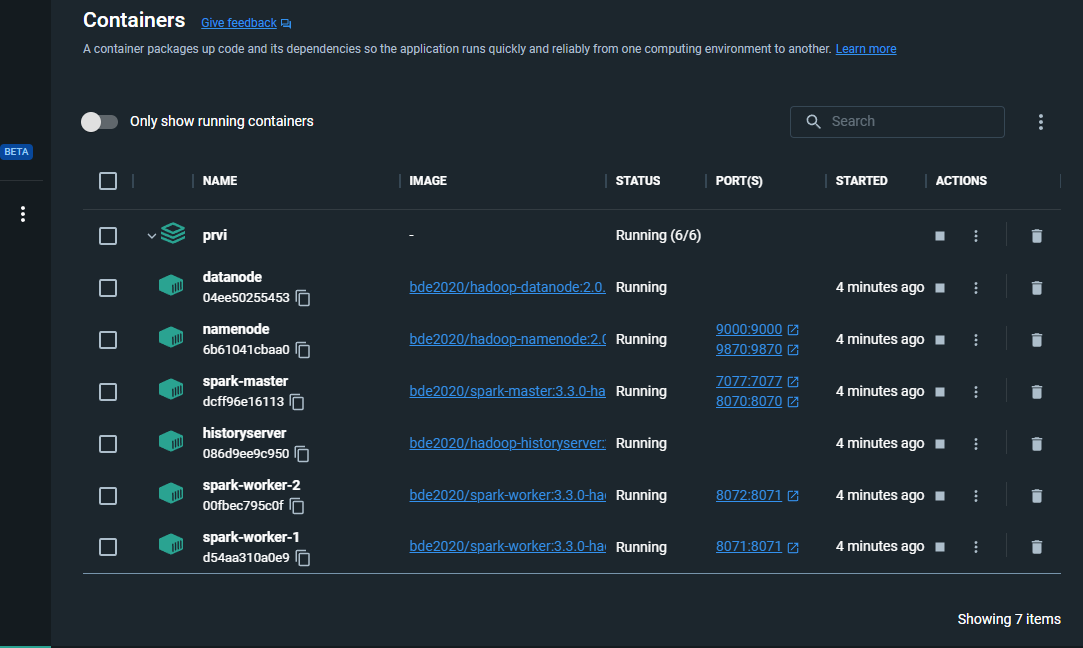 Containers Give feedback
A container packages up code and its dependencies so the application runs quickly and reliably from one computing environment to another. Learn more
Only show running containers
Search
BETA
NAME IMAGE STATUS PORT(S) STARTED ACTIONS
prvi - Running (6/6)
datanode
04ee50255453
bde2020/hadoop-datanode:2.0. Running 4 minutes ago
namenode
6b61041cbaa0
bde2020/hadoop-namenode:2.0 Running 4 minutes ago
9000:9000
9870:9870
spark-master
dcff96e16113
bde2020/spark-master:3.3.0-ha Running 4 minutes ago
7077:7077
8070:8070
historyserver
086d9ee9c950
bde2020/hadoop-historyserver: Running 4 minutes ago
spark-worker-2
00fbec795c0f
bde2020/spark-worker:3.3.0-ha Running 8072:8071 4 minutes ago
spark-worker-1
d54aa310a0e9
bde2020/spark-worker:3.3.0-ha Running 8071:8071 4 minutes ago
Showing 7 items